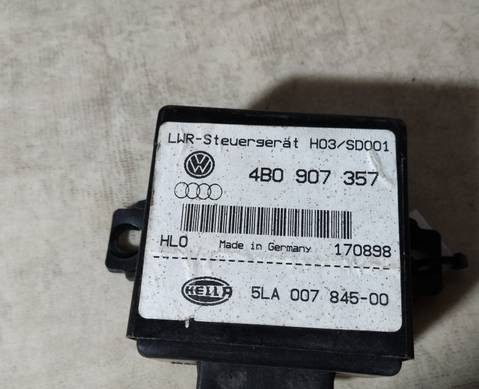 LWR-Steuergerät H03/SD001
4B0 907 357
HLO Made in Germany 170898
HELLA 5LA 007 845-00